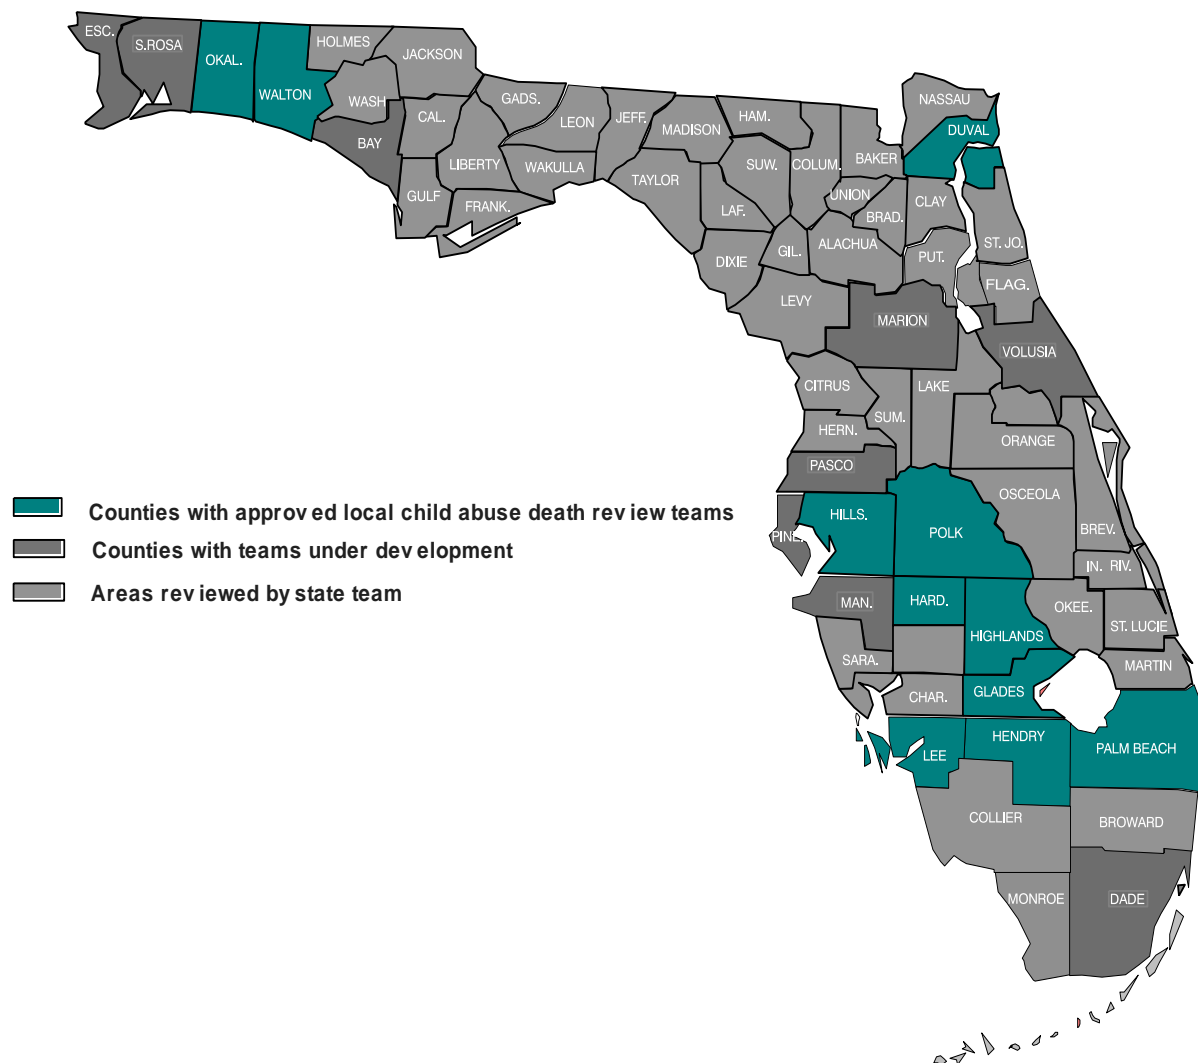 ESC.
S.ROSA
OKAL.
WALTON
HOLMES
JACKSON
WASH
BAY
CAL.
GADS.
LEON
JEFF.
MADISON
HAM.
LIBERTY
WAKULLA
GULF
FRANK.
TAYLOR
SUW.
COLUM.
BAKER
NASSAU
DUVAL
LAF.
UNION
BRAD.
CLAY
DIXIE
GIL.
ALACHUA
PUT.
ST. JO.
FLAG.
LEVY
MARION
VOLUSIA
CITRUS
SUM.
LAKE
HERN.
ORANGE
PASCO
OSCEOLA
HILLS.
PINE.
POLK
BREV.
IN. RIV.
MAN.
HARD.
HIGHLANDS
OKEE.
ST. LUCIE
SARA.
MARTIN
CHAR.
GLADES
LEE
HENDRY
PALM BEACH
COLLIER
BROWARD
MONROE
DADE
Counties with approv ed local child abuse death rev iew teams
Counties with teams under dev elopment
Areas rev iewed by state team